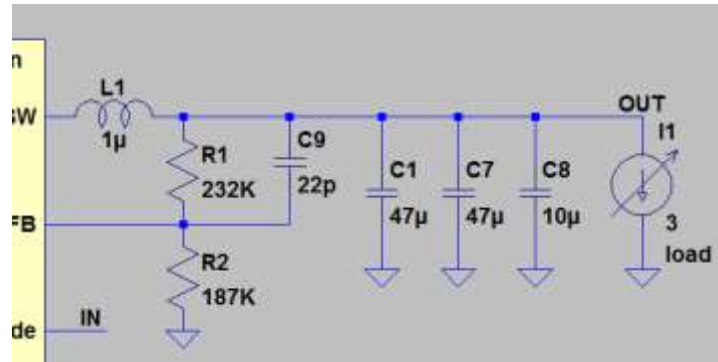 n
L1
SW
1µ
OUT
I1
R1
232K
C9
22p
C1
47µ
C7
47µ
C8
10µ
3
load
FB
R2
187K
de
IN